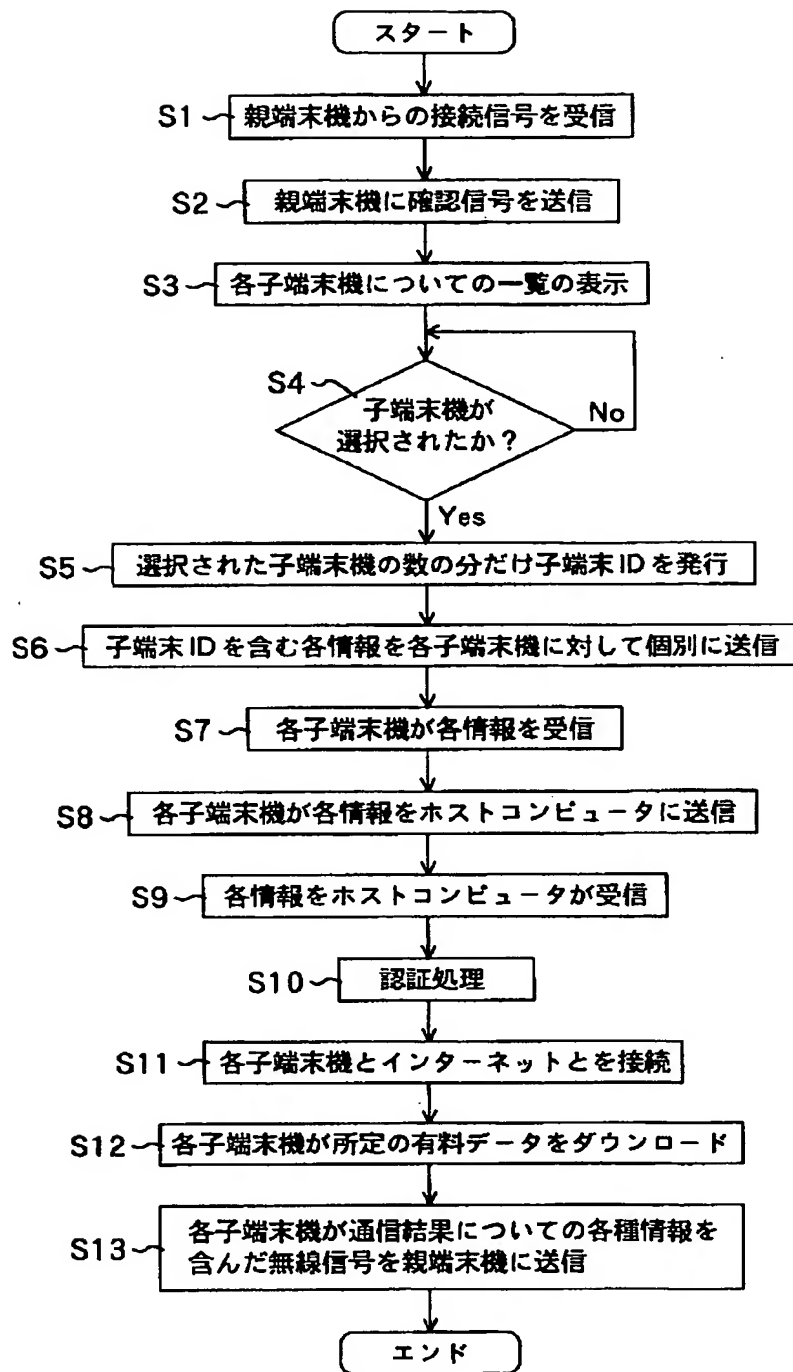 スタート
S1 親端末機からの接続信号を受信
S2 親端末機に確認信号を送信
S3 各子端末機についての一覧の表示
S4 子端末機が
選択されたか？
No
Yes
S5 選択された子端末機の数の分だけ子端末IDを発行
S6 子端末IDを含む各情報を各子端末機に対して個別に送信
S7 各子端末機が各情報を受信
S8 各子端末機が各情報をホストコンピュータに送信
S9 各情報をホストコンピュータが受信
S10 認証処理
S11 各子端末機とインターネットとを接続
S12 各子端末機が所定の有料データをダウンロード
S13 各子端末機が通信結果についての各種情報を
含んだ無線信号を親端末機に送信
エンド